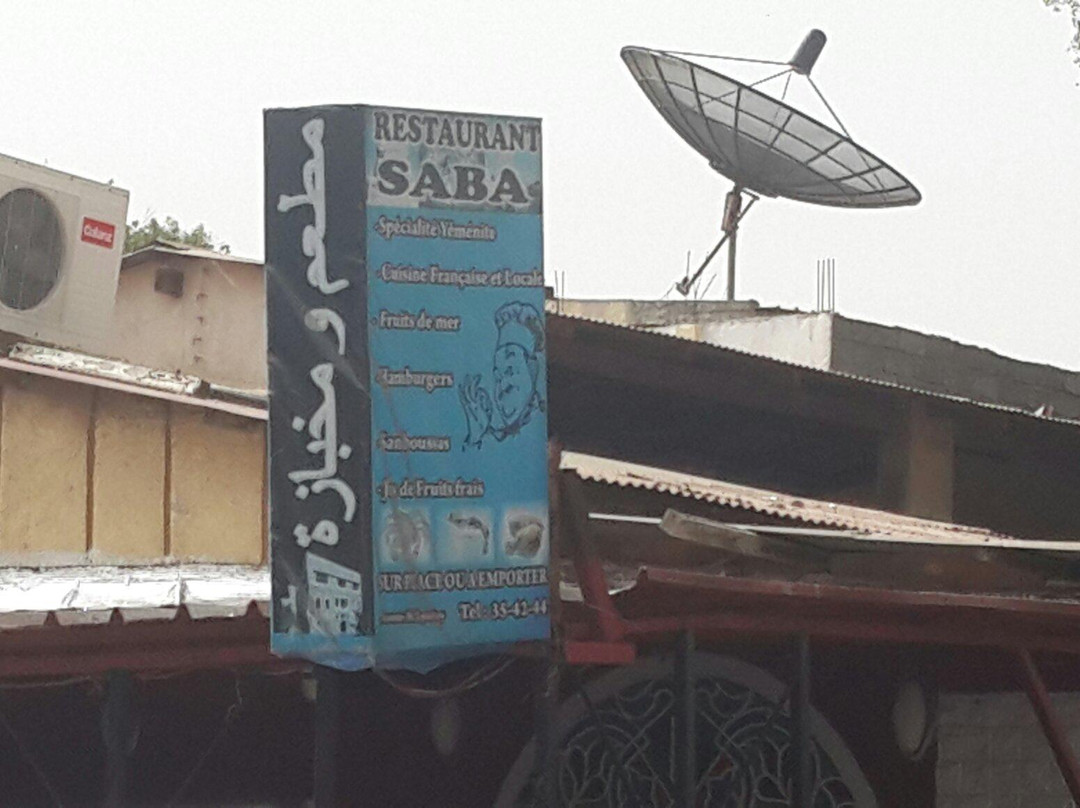 RESTAURANT
SABA
-Spécialité Yéménite
-Cuisine Française et Locale
-Fruits de mer
-Hamburgers
-Sanboussas
-Jus de Fruits frais
SUR PLACE OU A EMPORTER
Tel : 35-42-44
مطعم و مخبازة